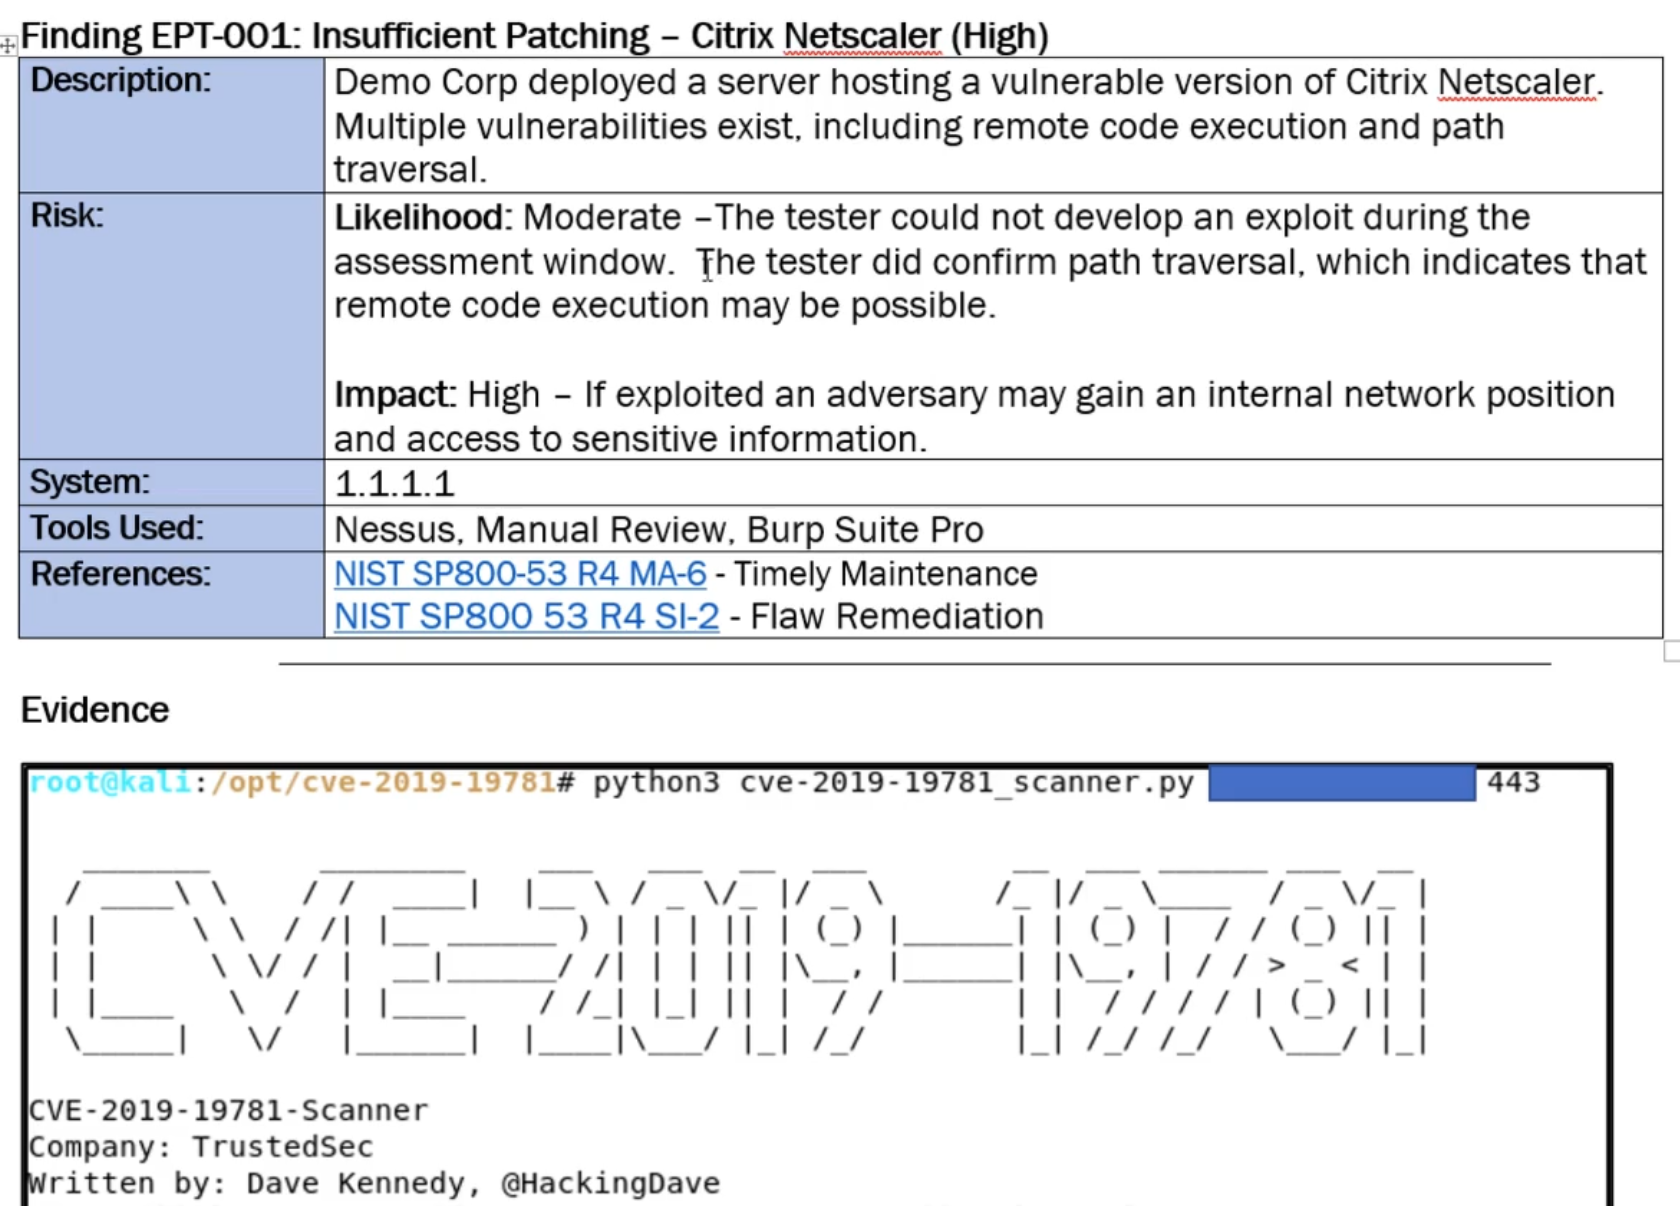 Finding EPT-001: Insufficient Patching – Citrix Netscaler (High)
Description:
Demo Corp deployed a server hosting a vulnerable version of Citrix Netscaler.
Multiple vulnerabilities exist, including remote code execution and path
traversal.
Risk:
Likelihood: Moderate –The tester could not develop an exploit during the
assessment window.  The tester did confirm path traversal, which indicates that
remote code execution may be possible.
Impact: High – If exploited an adversary may gain an internal network position
and access to sensitive information.
System:
1.1.1.1
Tools Used:
Nessus, Manual Review, Burp Suite Pro
References:
NIST SP800-53 R4 MA-6 - Timely Maintenance
NIST SP800 53 R4 SI-2 - Flaw Remediation
Evidence
root@kali:/opt/cve-2019-19781# python3 cve-2019-19781_scanner.py 443
CVE-2019-19781
CVE-2019-19781-Scanner
Company: TrustedSec
Written by: Dave Kennedy, @HackingDave